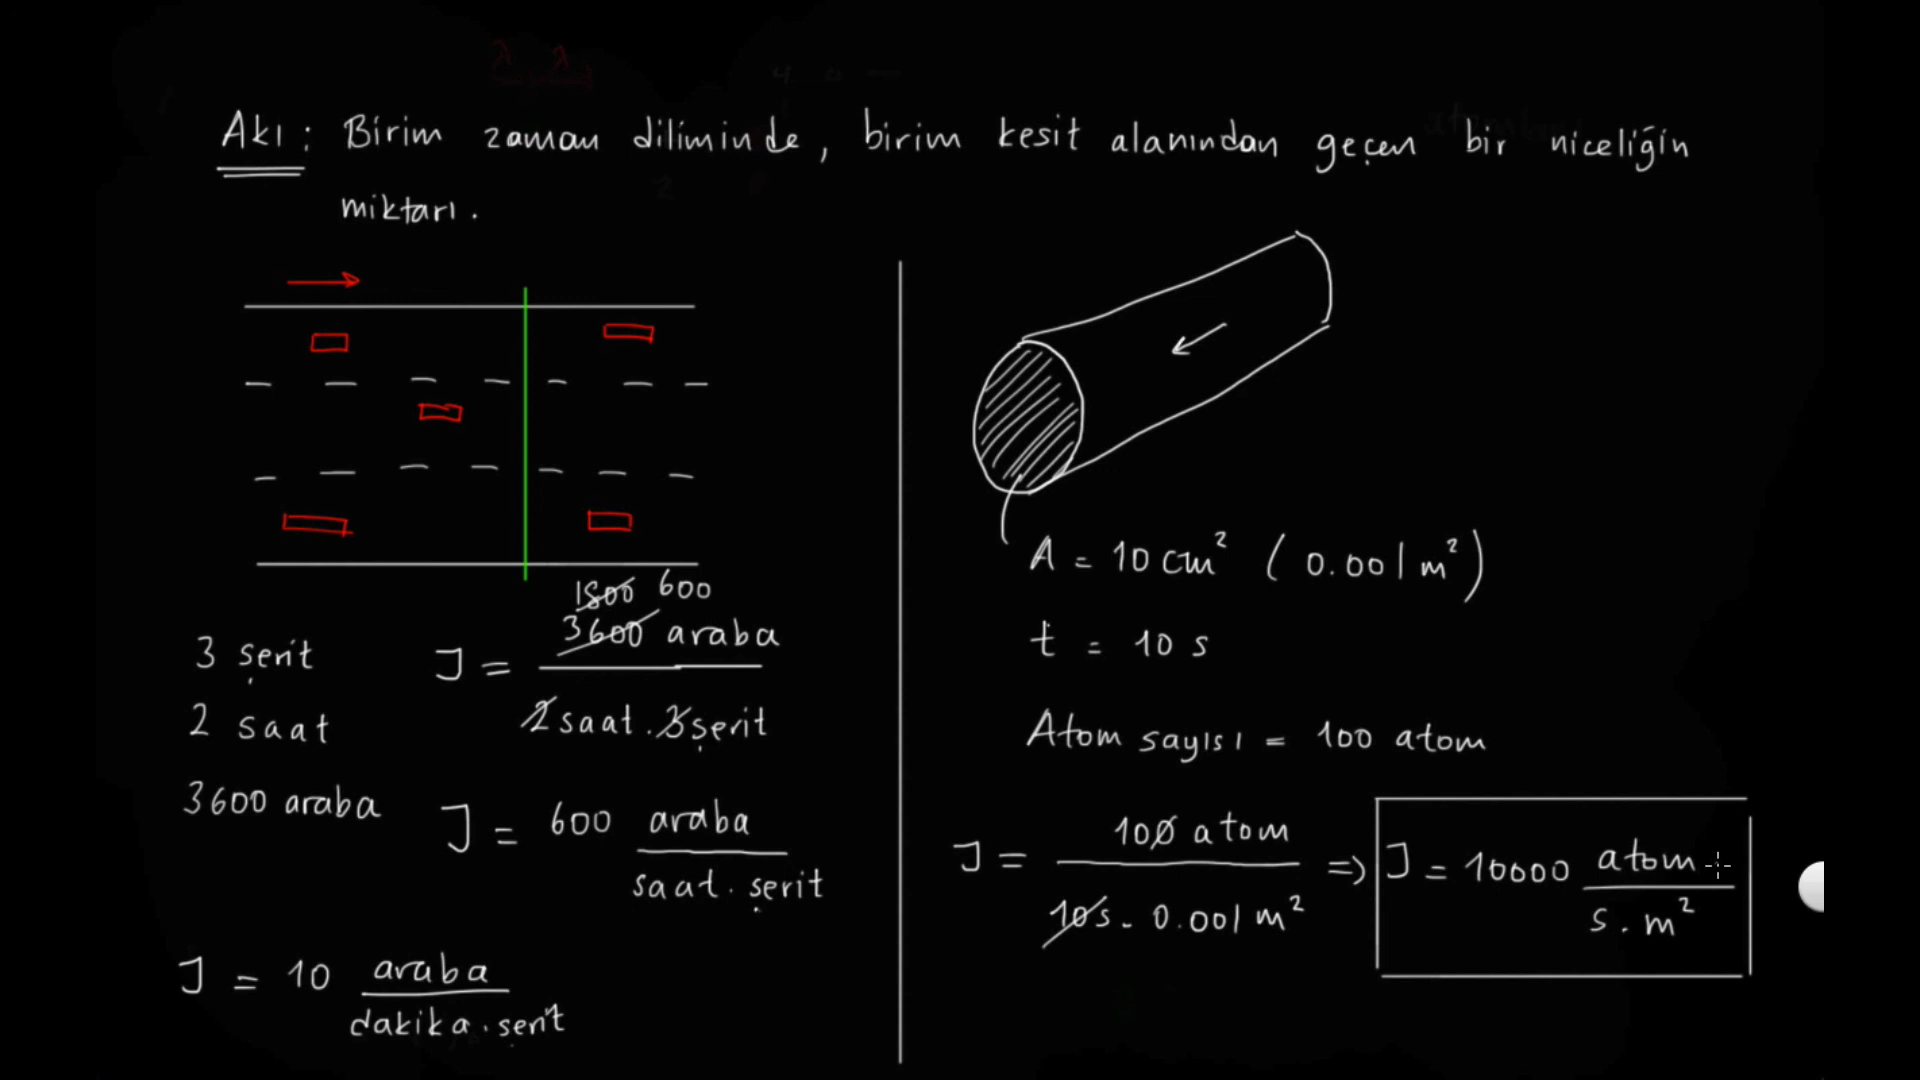 Akı: Birim zaman diliminde, birim kesit alanından geçen bir niceliğin
miktarı.
3 şerit
2 saat
3600 araba
1800 600
J = 3600 araba / 2 saat . 3 şerit
J = 600 araba / saat . şerit
J = 10 araba / dakika . şerit
A = 10 cm² (0.001 m²)
t = 10 s
Atom sayısı = 100 atom
J = 100 atom / 10s . 0.001 m² => J = 10000 atom / s . m²